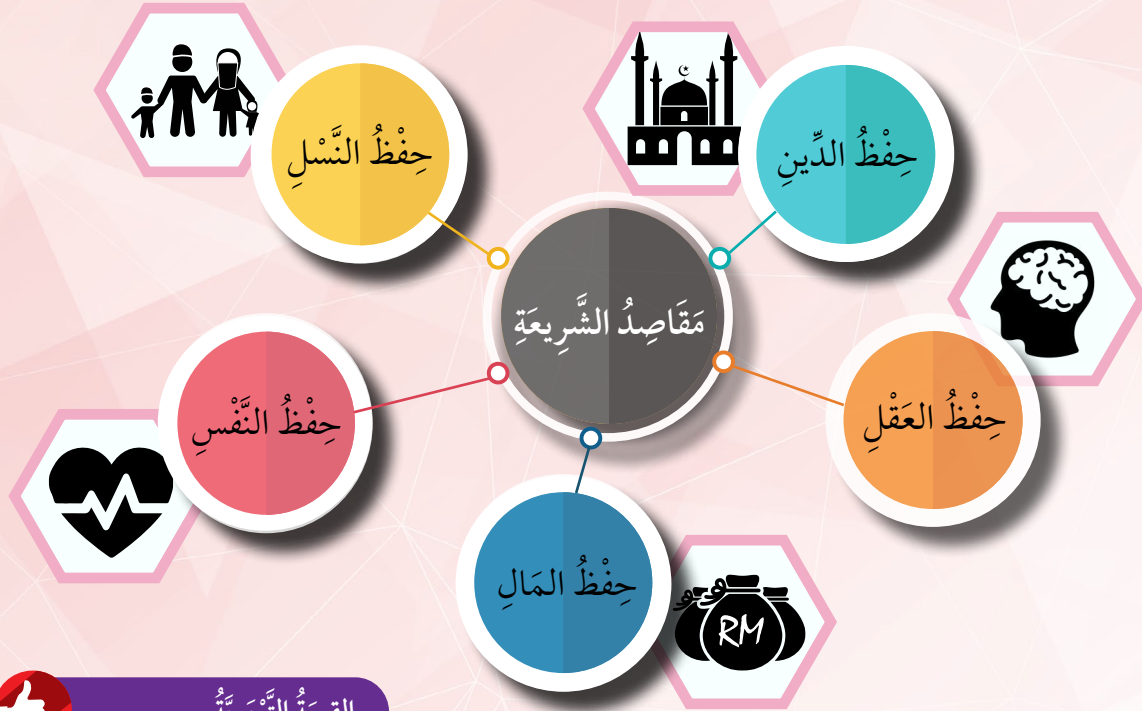 حِفْظُ الدِّينِ
حِفْظُ النَّسْلِ
مَقَاصِدُ الشَّرِيعَةِ
حِفْظُ العَقْلِ
حِفْظُ النَّفْسِ
حِفْظُ المَالِ
RM